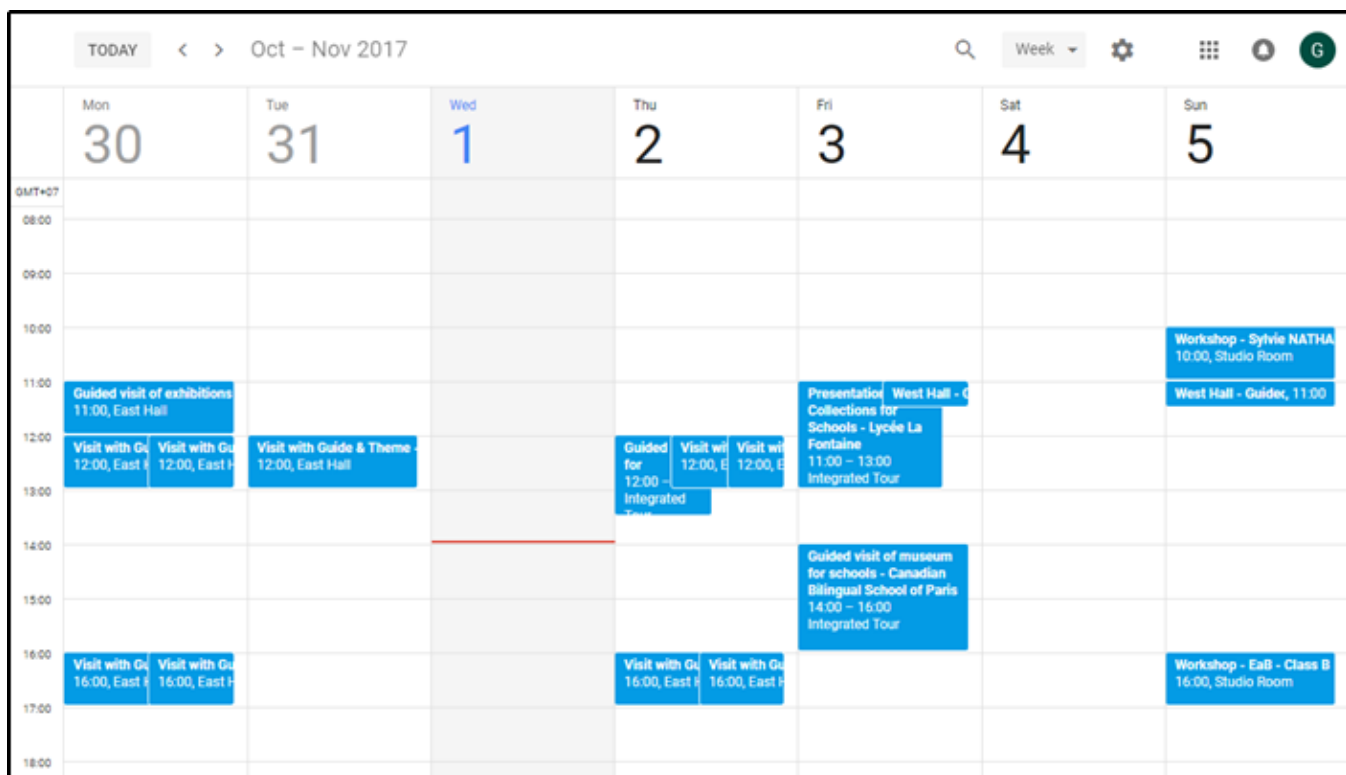 TODAY < > Oct – Nov 2017 Week G
Mon Tue Wed Thu Fri Sat Sun
30 31 1 2 3 4 5
GMT+07
08:00
09:00
10:00
11:00
12:00
13:00
14:00
15:00
16:00
17:00
18:00
Guided visit of exhibitions
11:00, East Hall
Visit with Gu
12:00, East H
Visit with Gu
12:00, East H
Visit with Gu
16:00, East H
Visit with Gu
16:00, East H
Visit with Guide & Theme -
12:00, East Hall
Guided
for
12:00 –
Integrated
Tour
Visit wit
12:00, E
Visit wit
12:00, E
Visit with Gu
16:00, East H
Visit with Gu
16:00, East H
Presentation
Collections for
Schools - Lycée La
Fontaine
11:00 – 13:00
Integrated Tour
West Hall - G
Guided visit of museum
for schools - Canadian
Bilingual School of Paris
14:00 – 16:00
Integrated Tour
Workshop - Sylvie NATHA
10:00, Studio Room
West Hall - Guided, 11:00
Workshop - EaB - Class B
16:00, Studio Room